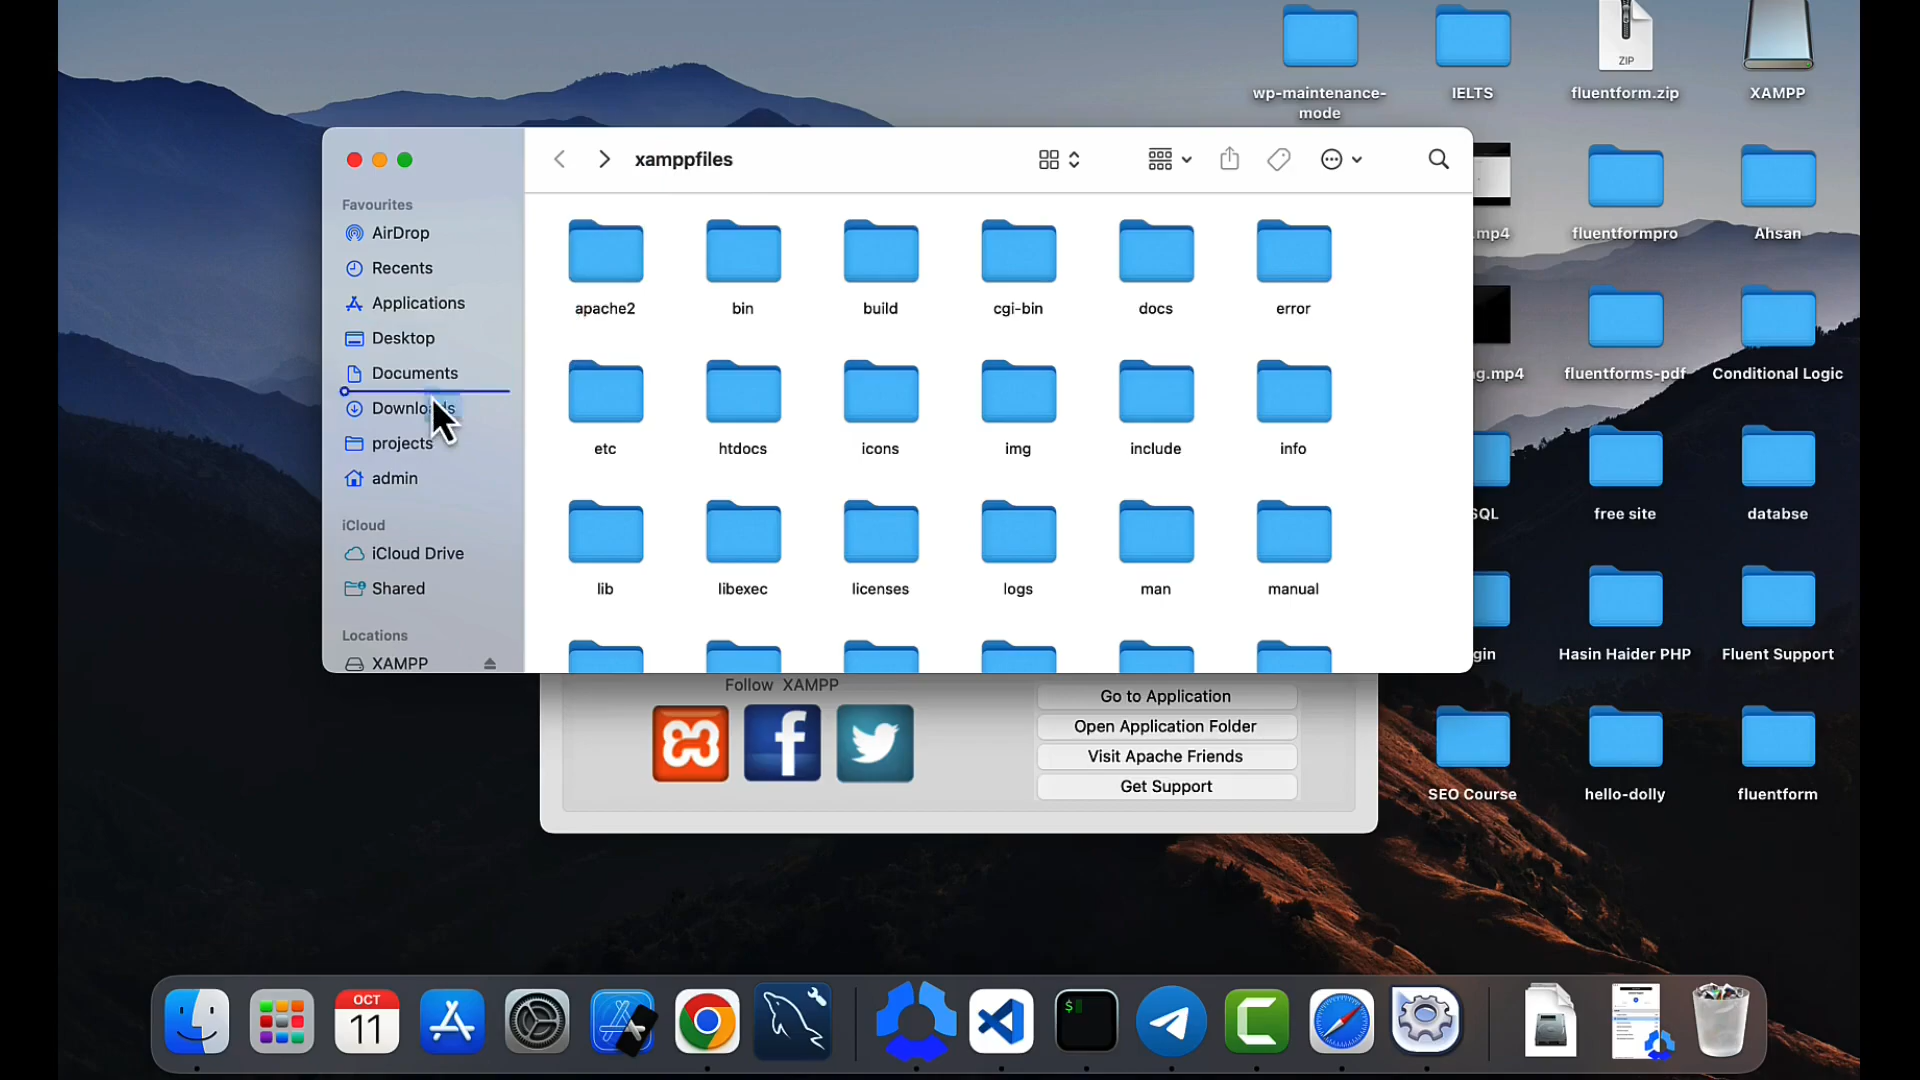 wp-maintenance-
mode
IELTS
ZIP
fluentform.zip
XAMPP
xamppfiles
Favourites
AirDrop
Recents
Applications
Desktop
Documents
Downloads
projects
admin
iCloud
iCloud Drive
Shared
Locations
XAMPP
apache2
bin
build
cgi-bin
docs
error
etc
htdocs
icons
img
include
info
lib
libexec
licenses
logs
man
manual
.mp4
fluentformpro
Ahsan
g.mp4
fluentforms-pdf
Conditional Logic
SQL
free site
databse
gin
Hasin Haider PHP
Fluent Support
SEO Course
hello-dolly
fluentform
Follow XAMPP
Go to Application
Open Application Folder
Visit Apache Friends
Get Support
OCT
11
$